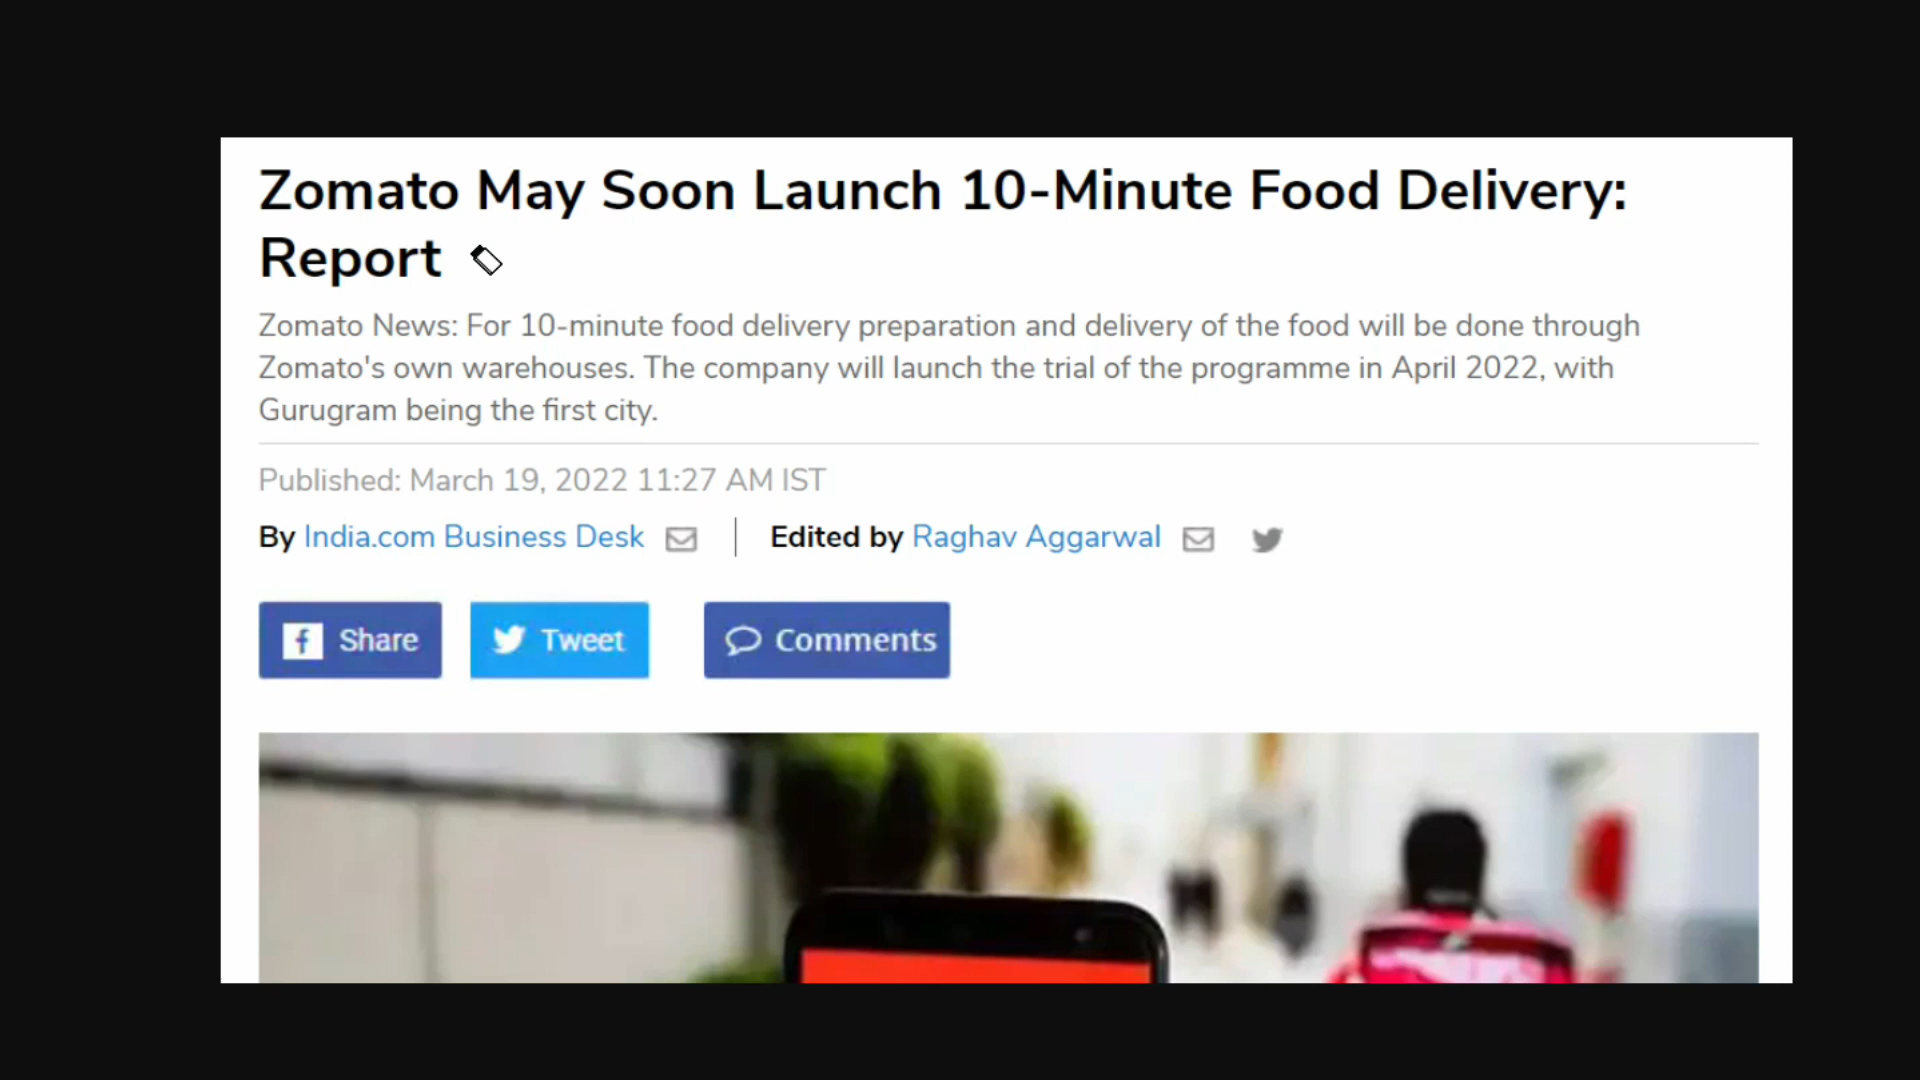 Zomato May Soon Launch 10-Minute Food Delivery:
Report
Zomato News: For 10-minute food delivery preparation and delivery of the food will be done through
Zomato's own warehouses. The company will launch the trial of the programme in April 2022, with
Gurugram being the first city.
Published: March 19, 2022 11:27 AM IST
By India.com Business Desk Edited by Raghav Aggarwal
Share Tweet Comments